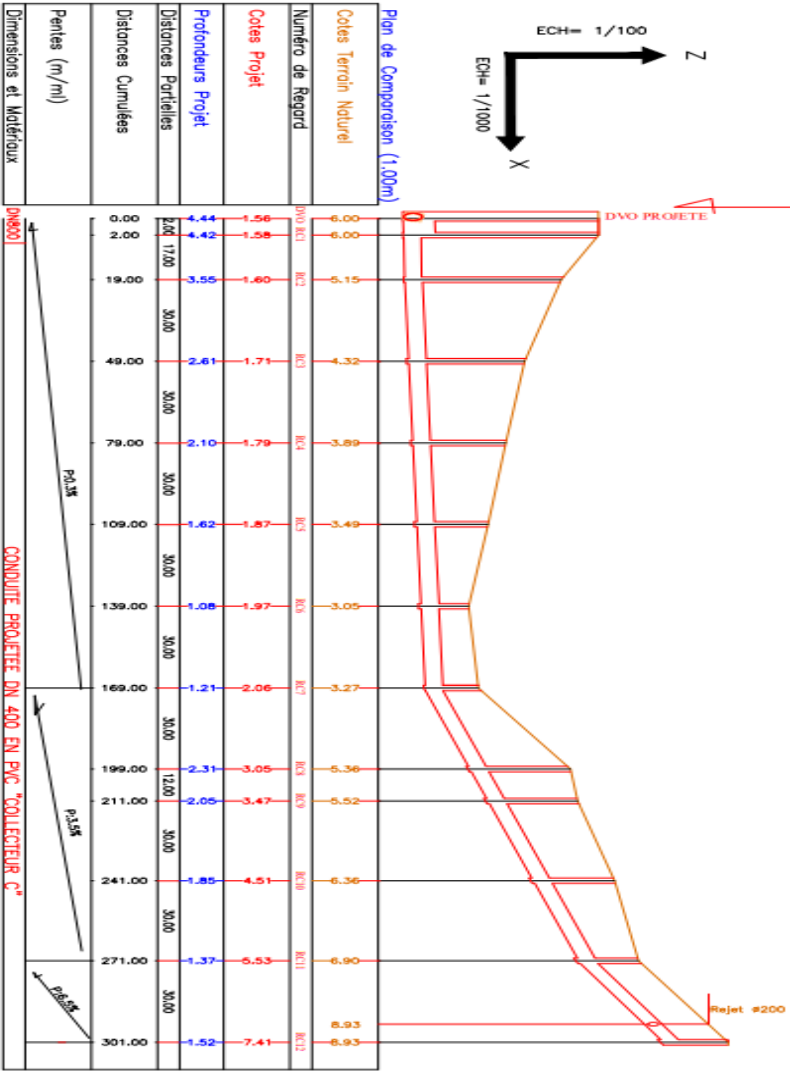 Z
ECH= 1/100
ECH= 1/1000
X
DVO PROJETE
Rejet ø200
Plan de Comparaison (1.00m)
Cotes Terrain Naturel 6.00 6.00 5.15 4.32 3.89 3.49 3.05 3.27 5.36 5.52 6.36 6.90 8.93 8.93
Numéro de Regard DVO RC1 RC2 RC3 RC4 RC5 RC6 RC7 RC8 RC9 RC10 RC11 RC12
Cotes Projet 1.56 1.58 1.60 1.71 1.79 1.87 1.97 2.06 3.05 3.47 4.51 5.53 7.41
Profondeurs Projet 4.44 4.42 3.55 2.61 2.10 1.62 1.08 1.21 2.31 2.05 1.85 1.37 1.52
Distances Partielles 2.00 17.00 30.00 30.00 30.00 30.00 30.00 30.00 12.00 30.00 30.00 30.00
Distances Cumulées 0.00 2.00 19.00 49.00 79.00 109.00 139.00 169.00 199.00 211.00 241.00 271.00 301.00
Pentes (m/ml) P:0.3% P:3.5% P:6.5%
Dimensions et Matériaux DN800 CONDUITE PROJETEE DN 400 EN PVC "COLLECTEUR C"